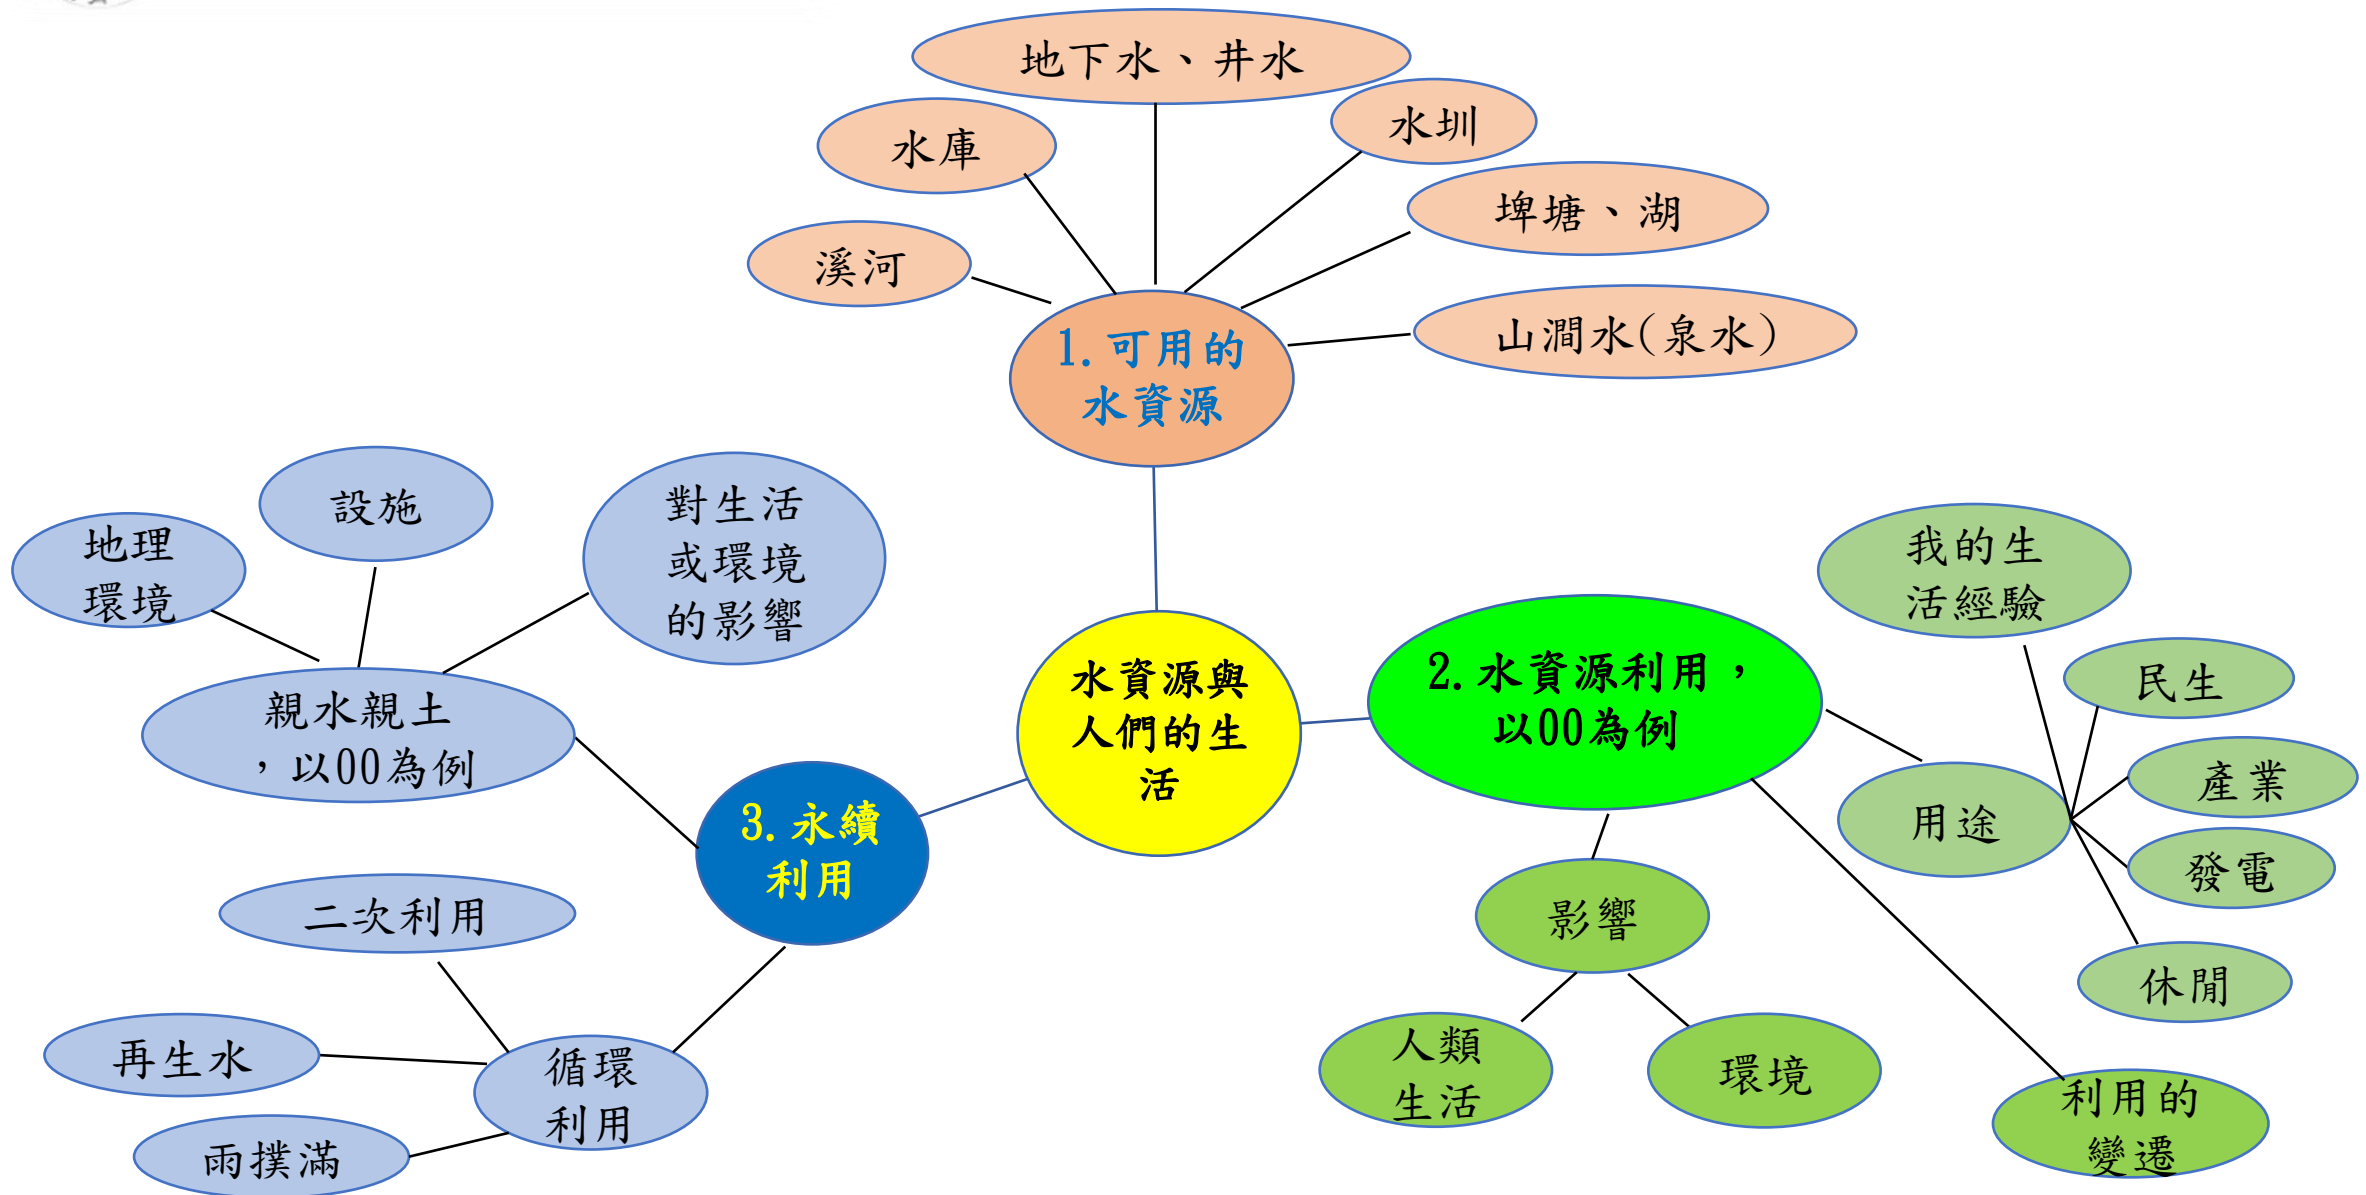 地下水、井水
水庫
水圳
埤塘、湖
溪河
山澗水(泉水)
1.可用的
水資源
設施
對生活
或環境
的影響
地理
環境
親水親土
，以00為例
水資源與
人們的生
活
2.水資源利用，
以00為例
我的生
活經驗
民生
產業
用途
發電
休閒
3.永續
利用
二次利用
再生水
循環
利用
雨撲滿
影響
人類
生活
環境
利用的
變遷